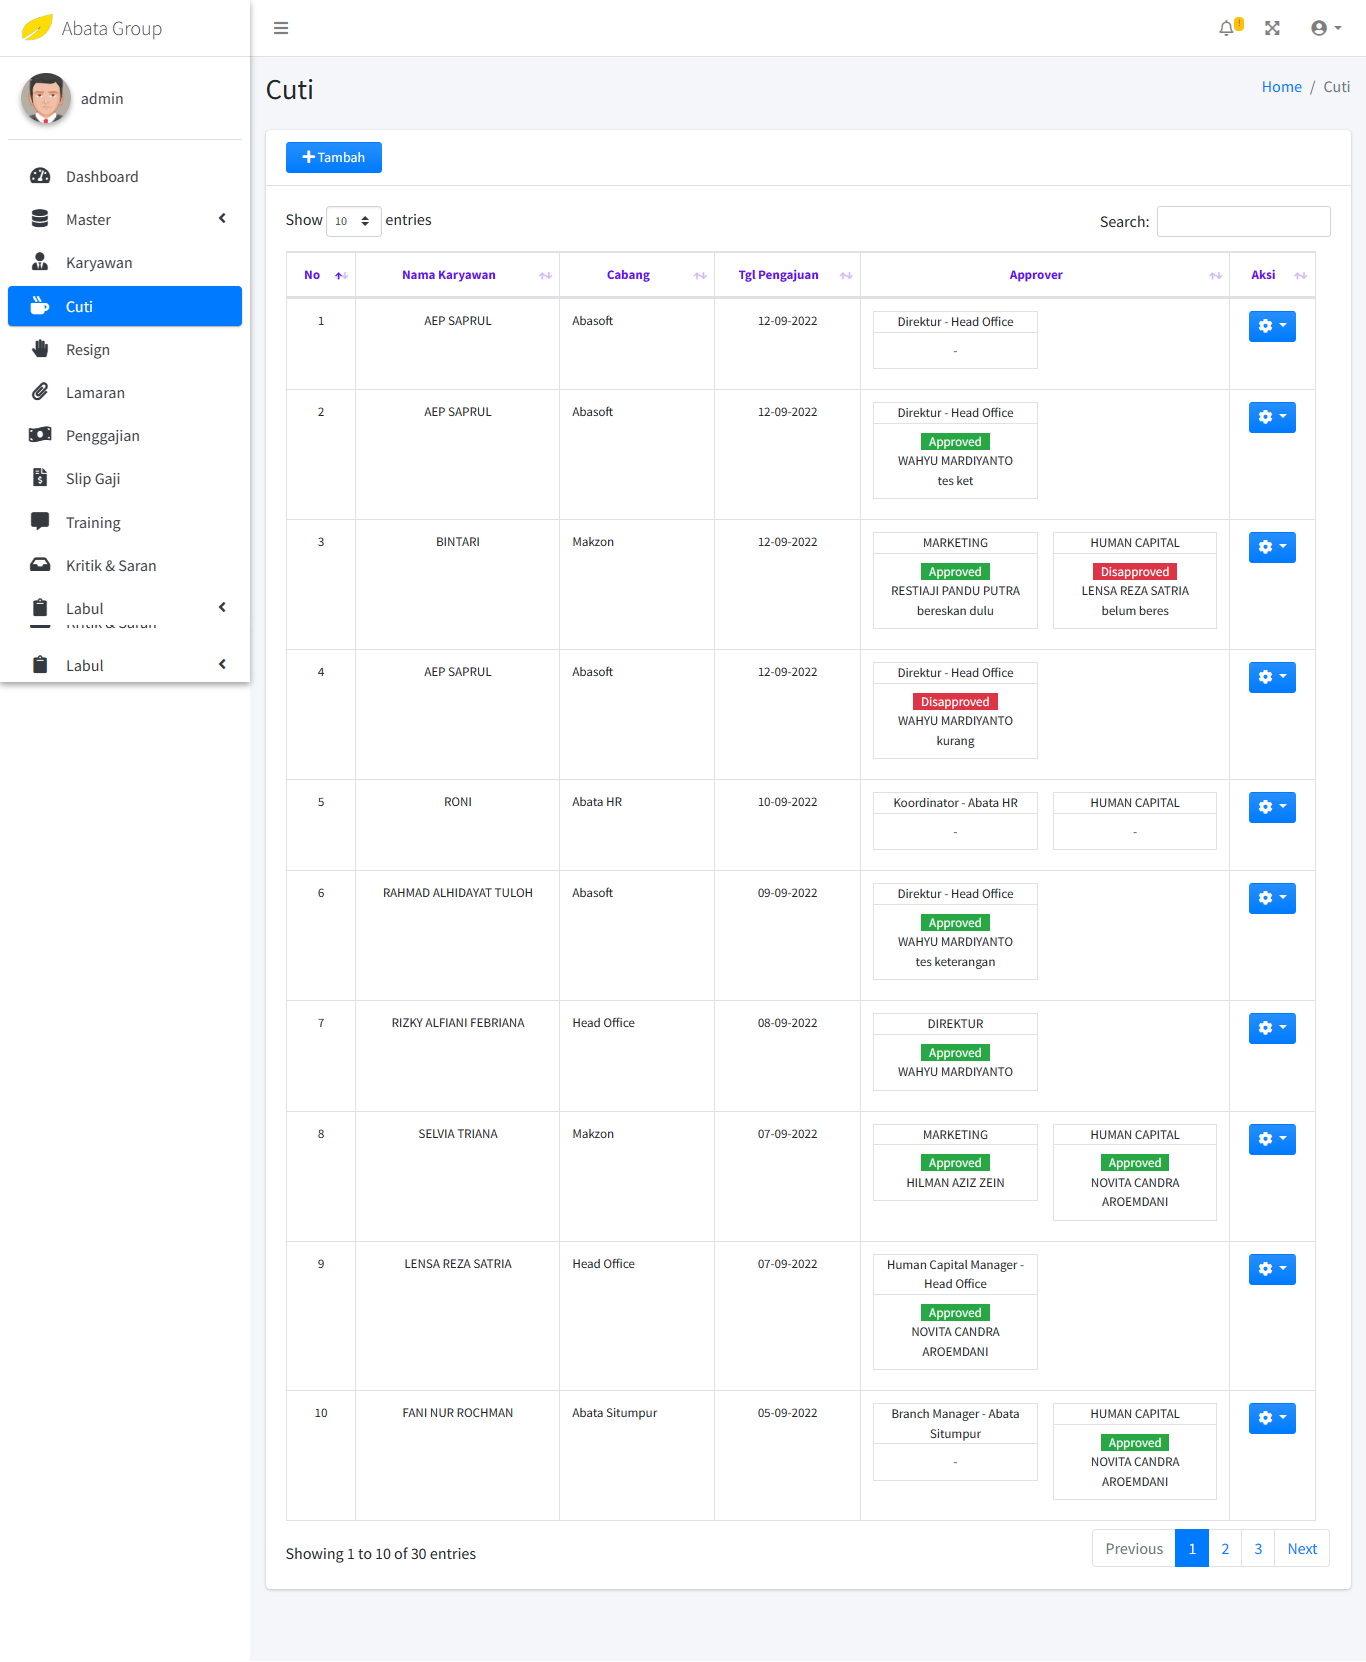 Abata Group
admin
Dashboard
Master
Karyawan
Cuti
Resign
Lamaran
Penggajian
Slip Gaji
Training
Kritik & Saran
Labul
Kritik & Saran
Labul
Cuti
Home / Cuti
Tambah
Show 10 entries
Search:
No Nama Karyawan Cabang Tgl Pengajuan Approver Aksi
1 AEP SAPRUL Abasoft 12-09-2022 Direktur - Head Office
-
2 AEP SAPRUL Abasoft 12-09-2022 Direktur - Head Office
Approved
WAHYU MARDIYANTO
tes ket
3 BINTARI Makzon 12-09-2022 MARKETING HUMAN CAPITAL
Approved Disapproved
RESTIAJI PANDU PUTRA LENSA REZA SATRIA
bereskan dulu belum beres
4 AEP SAPRUL Abasoft 12-09-2022 Direktur - Head Office
Disapproved
WAHYU MARDIYANTO
kurang
5 RONI Abata HR 10-09-2022 Koordinator - Abata HR HUMAN CAPITAL
- -
6 RAHMAD ALHIDAYAT TULOH Abasoft 09-09-2022 Direktur - Head Office
Approved
WAHYU MARDIYANTO
tes keterangan
7 RIZKY ALFIANI FEBRIANA Head Office 08-09-2022 DIREKTUR
Approved
WAHYU MARDIYANTO
8 SELVIA TRIANA Makzon 07-09-2022 MARKETING HUMAN CAPITAL
Approved Approved
HILMAN AZIZ ZEIN NOVITA CANDRA
AROEMDANI
9 LENSA REZA SATRIA Head Office 07-09-2022 Human Capital Manager -
Head Office
Approved
NOVITA CANDRA
AROEMDANI
10 FANI NUR ROCHMAN Abata Situmpur 05-09-2022 Branch Manager - Abata HUMAN CAPITAL
Situmpur Approved
- NOVITA CANDRA
AROEMDANI
Showing 1 to 10 of 30 entries
Previous 1 2 3 Next